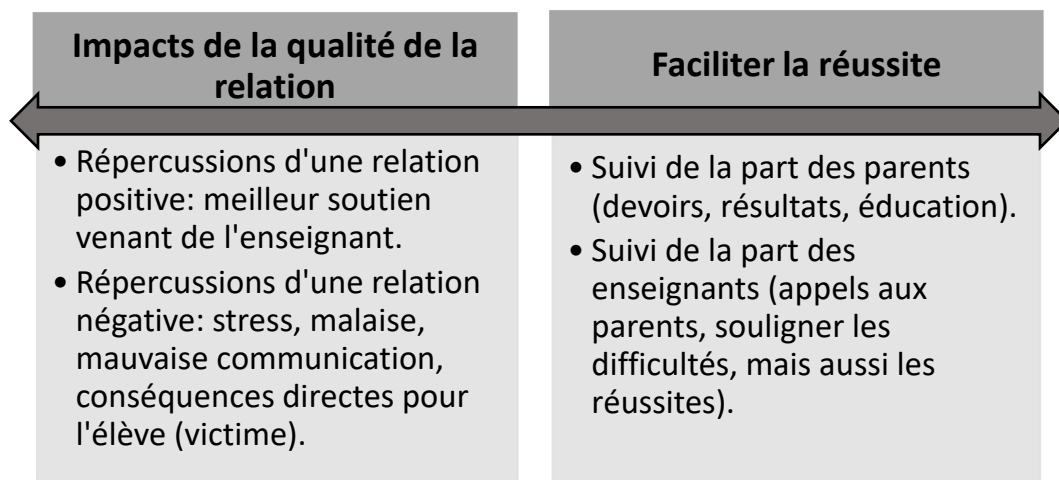 Impacts de la qualité de la
relation
• Répercussions d'une relation
positive: meilleur soutien
venant de l'enseignant.
• Répercussions d'une relation
négative: stress, malaise,
mauvaise communication,
conséquences directes pour
l'élève (victime).
Faciliter la réussite
• Suivi de la part des parents
(devoirs, résultats, éducation).
• Suivi de la part des
enseignants (appels aux
parents, souligner les
difficultés, mais aussi les
réussites).